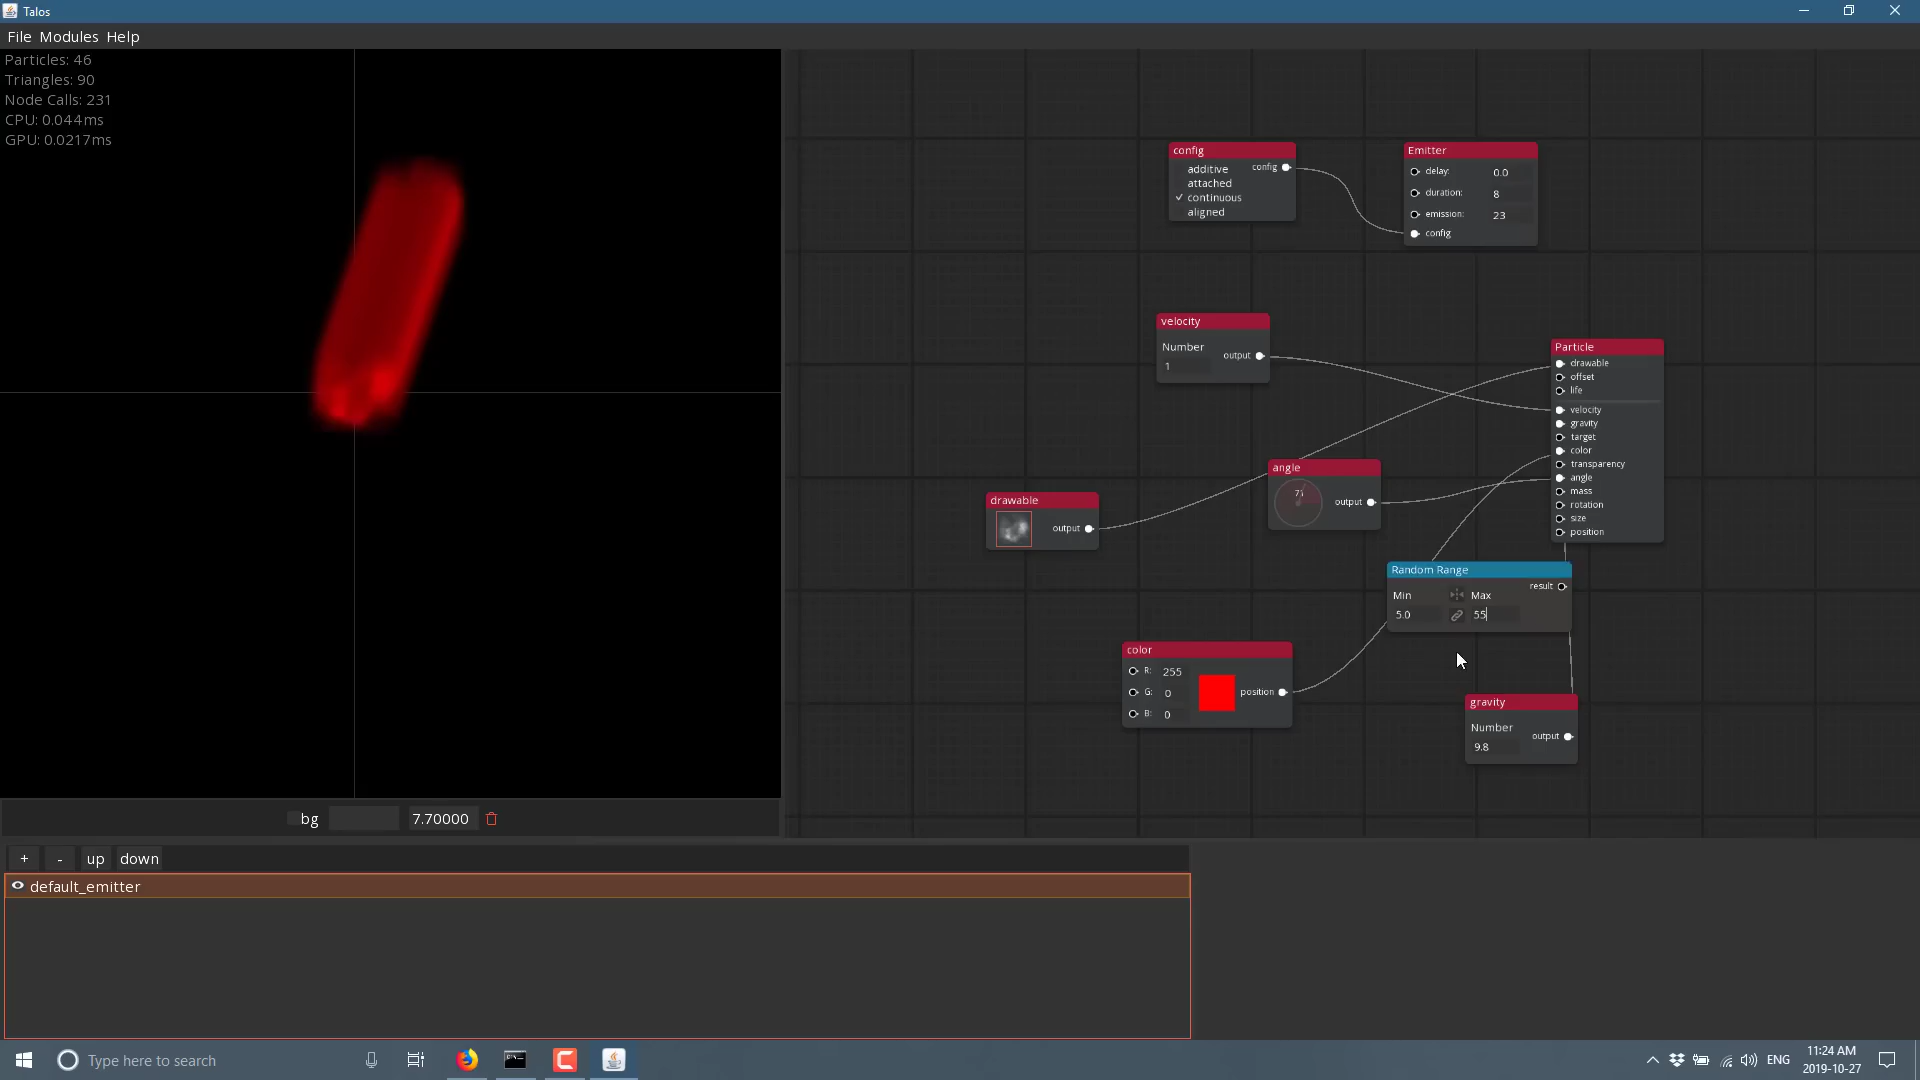 Talos
File Modules Help
Particles: 46
Triangles: 90
Node Calls: 231
CPU: 0.044ms
GPU: 0.0217ms
config
additive
attached
continuous
aligned
config
Emitter
delay: 0.0
duration: 8
emission: 23
config
velocity
Number
1
output
Particle
drawable
offset
life
velocity
gravity
target
color
transparency
angle
mass
rotation
size
position
angle
output
drawable
output
Random Range
result
Min Max
5.0 55
color
R: 255
G: 0
B: 0
position
gravity
Number
9.8
output
bg 7.70000
+ - up down
default_emitter
Type here to search
ENG
11:24 AM
2019-10-27